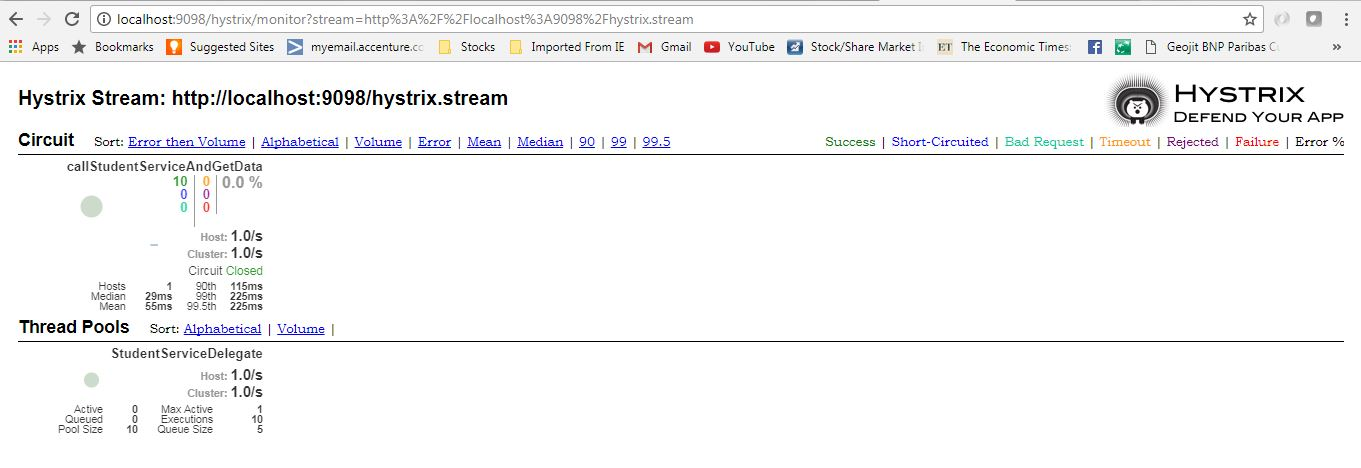 localhost:9098/hystrix/monitor?stream=http%3A%2F%2Flocalhost%3A9098%2Fhystrix.stream
Apps Bookmarks Suggested Sites myemail.accenture.cc Stocks Imported From IE Gmail YouTube Stock/Share Market I ET The Economic Times: Geojit BNP Paribas Cu »
Hystrix Stream: http://localhost:9098/hystrix.stream
HYSTRIX
DEFEND YOUR APP
Circuit Sort: Error then Volume | Alphabetical | Volume | Error | Mean | Median | 90 | 99 | 99.5 Success | Short-Circuited | Bad Request | Timeout | Rejected | Failure | Error %
callStudentServiceAndGetData
10 0 0.0 %
0 0
0 0
Host: 1.0/s
Cluster: 1.0/s
Circuit Closed
Hosts 1 90th 115ms
Median 29ms 99th 225ms
Mean 55ms 99.5th 225ms
Thread Pools Sort: Alphabetical | Volume |
StudentServiceDelegate
Host: 1.0/s
Cluster: 1.0/s
Active 0 Max Active 1
Queued 0 Executions 10
Pool Size 10 Queue Size 5